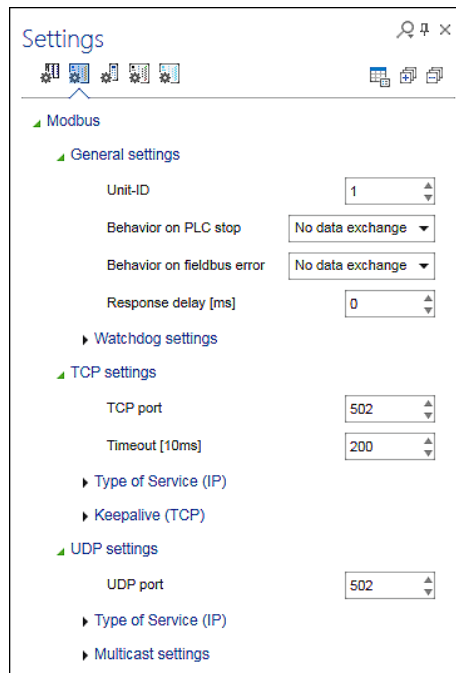 Settings
Modbus
General settings
Unit-ID 1
Behavior on PLC stop No data exchange
Behavior on fieldbus error No data exchange
Response delay [ms] 0
Watchdog settings
TCP settings
TCP port 502
Timeout [10ms] 200
Type of Service (IP)
Keepalive (TCP)
UDP settings
UDP port 502
Type of Service (IP)
Multicast settings